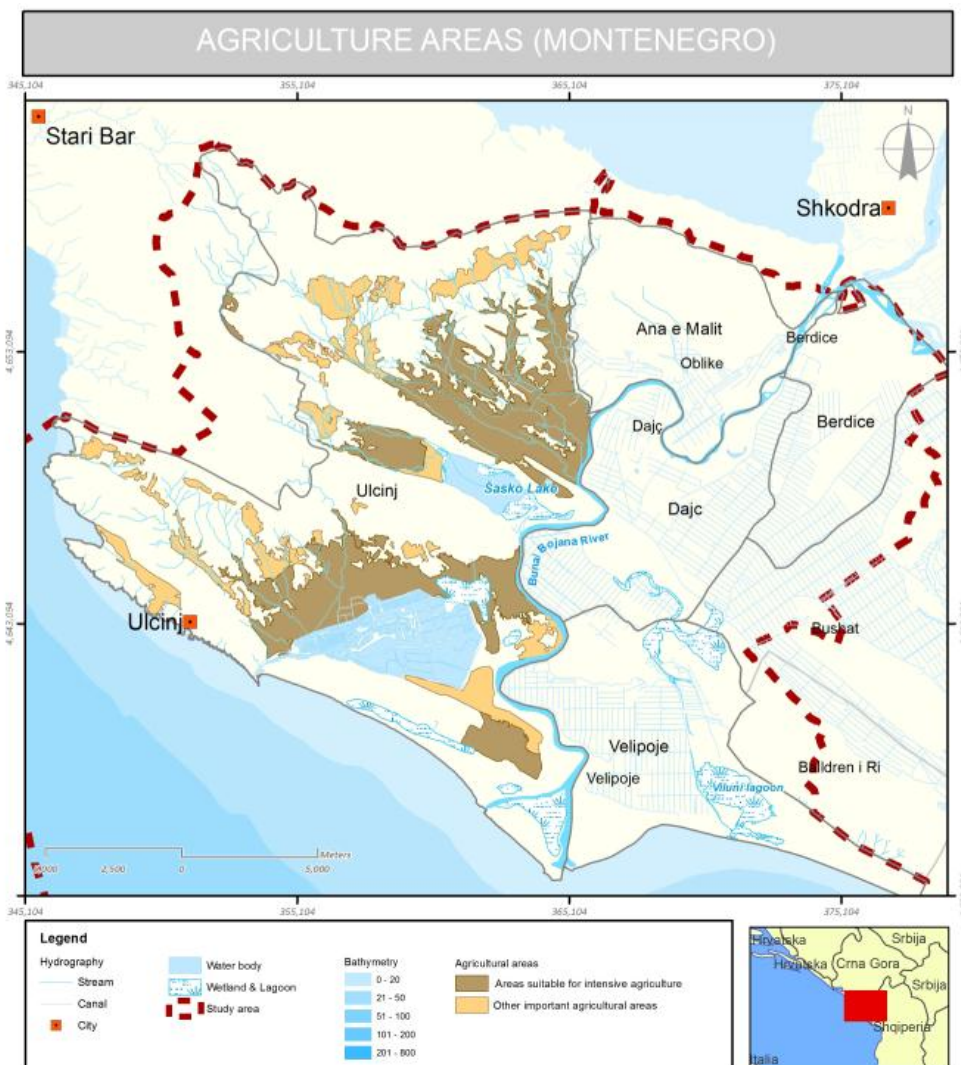 AGRICULTURE AREAS (MONTENEGRO)
345,104
355,104
365,104
375,104
Stari Bar
N
Shkodra
Ana e Malit
Berdice
4,653,094
Oblike
Dajç
Berdice
Ulcinj
Šasko Lake
Dajc
Bunai Bojana River
4,643,094
Ulcinj
Bushat
Velipoje
Balldren i Ri
Velipoje
Viluni lagoon
Meters
2,500
0
5,000
345,104
355,104
365,104
375,104
Legend
Hydrography
Stream
Canal
City
Water body
Wetland & Lagoon
Study area
Bathymetry
0 - 20
21 - 50
51 - 100
101 - 200
201 - 800
Agricultural areas
Areas suitable for intensive agriculture
Other important agricultural areas
Hrvatska
Srbija
Hrvatska
Crna Gora
Srbija
Shqiperia
Italia